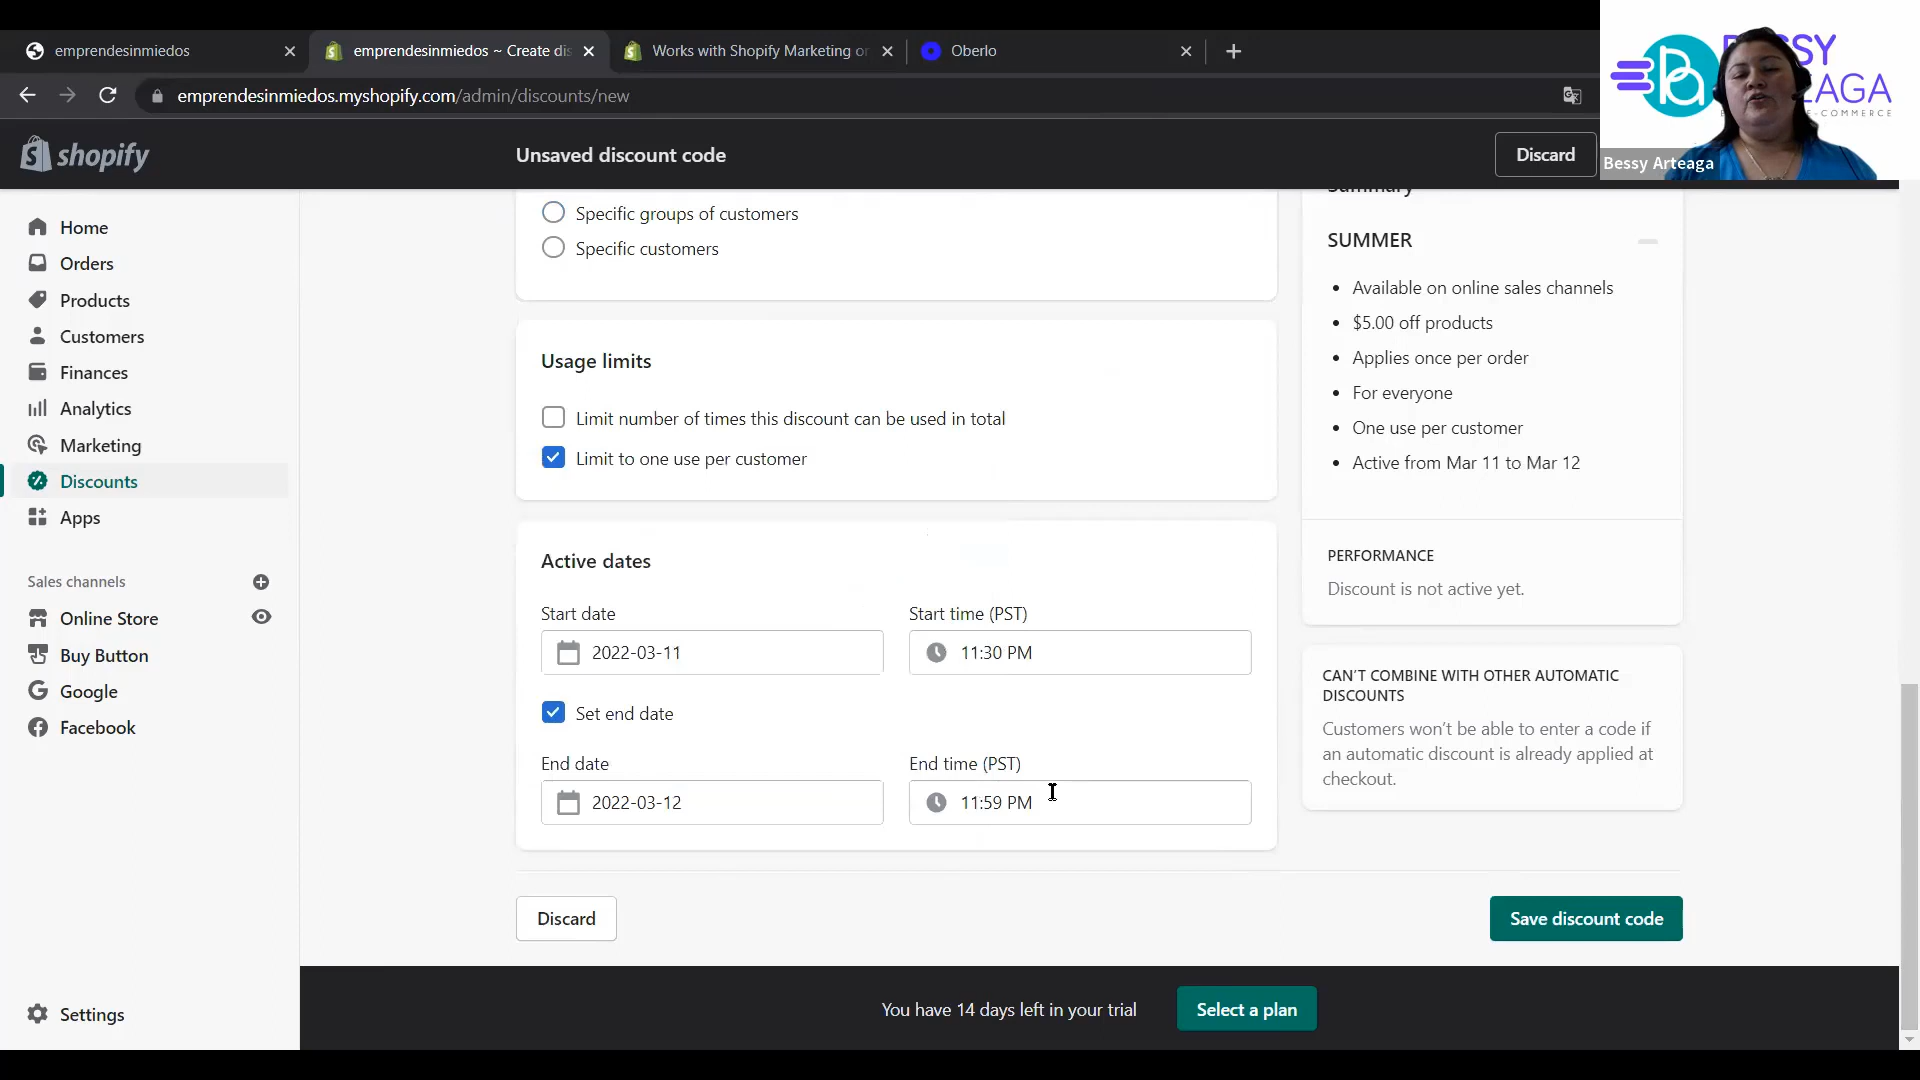 emprendesinmiedos
emprendesinmiedos ~ Create dis
Works with Shopify Marketing or
Oberlo
emprendesinmiedos.myshopify.com/admin/discounts/new
shopify
Unsaved discount code
Discard
SSY
EAGA
E-COMMERCE
Bessy Arteaga
Home
Orders
Products
Customers
Finances
Analytics
Marketing
Discounts
Apps
Sales channels
Online Store
Buy Button
Google
Facebook
Settings
Specific groups of customers
Specific customers
Usage limits
Limit number of times this discount can be used in total
Limit to one use per customer
Active dates
Start date
Start time (PST)
2022-03-11
11:30 PM
Set end date
End date
End time (PST)
2022-03-12
11:59 PM
Discard
Save discount code
Summary
SUMMER
• Available on online sales channels
• $5.00 off products
• Applies once per order
• For everyone
• One use per customer
• Active from Mar 11 to Mar 12
PERFORMANCE
Discount is not active yet.
CAN'T COMBINE WITH OTHER AUTOMATIC
DISCOUNTS
Customers won't be able to enter a code if
an automatic discount is already applied at
checkout.
You have 14 days left in your trial
Select a plan